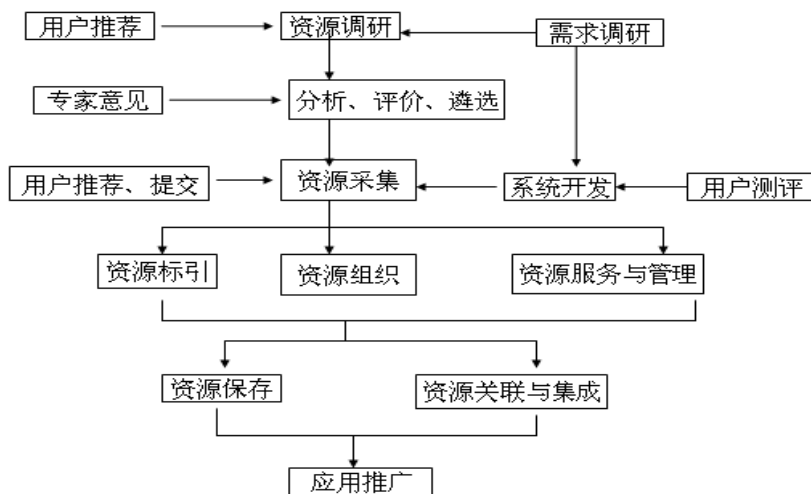 用户推荐
资源调研
需求调研
专家意见
分析、评价、遴选
用户推荐、提交
资源采集
系统开发
用户测评
资源标引
资源组织
资源服务与管理
资源保存
资源关联与集成
应用推广